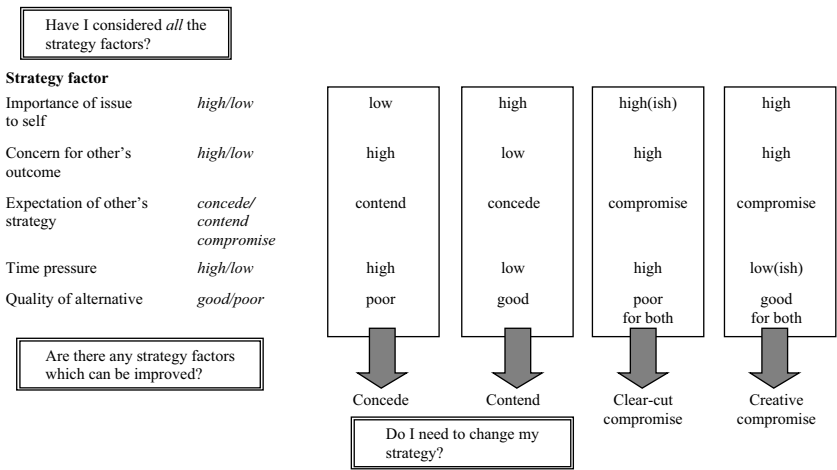 Have I considered all the
strategy factors?
Strategy factor
Importance of issue
to self
high/low
low
high
high(ish)
high
Concern for other's
outcome
high/low
high
low
high
high
Expectation of other's
strategy
concede/
contend
compromise
contend
concede
compromise
compromise
Time pressure
high/low
high
low
high
low(ish)
Quality of alternative
good/poor
poor
good
poor
for both
good
for both
Are there any strategy factors
which can be improved?
Concede
Contend
Clear-cut
compromise
Creative
compromise
Do I need to change my
strategy?